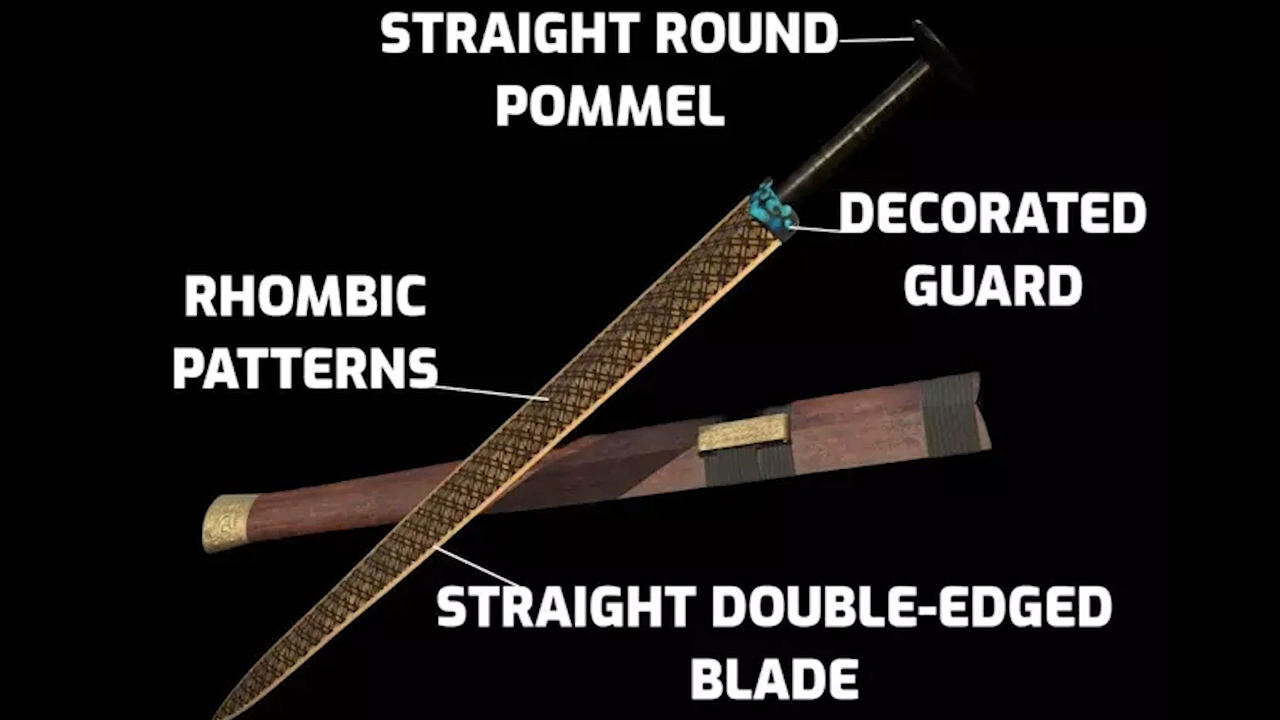 STRAIGHT ROUND
POMMEL
DECORATED
GUARD
RHOMBIC
PATTERNS
STRAIGHT DOUBLE-EDGED
BLADE